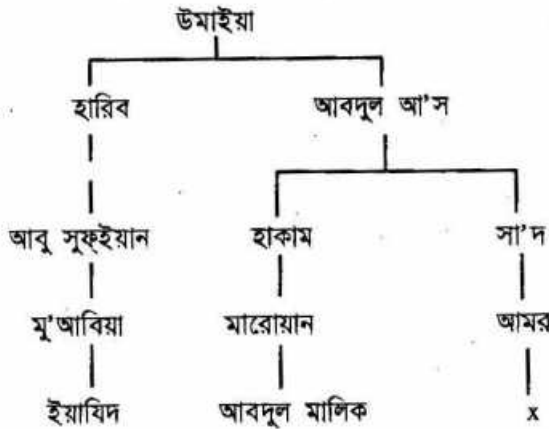 উমাইয়া
হারিব আবদুল আ'স
আবু সুফ্ইয়ান হাকাম সা'দ
মু'আবিয়া মারোয়ান আমর
ইয়াযিদ আবদুল মালিক x